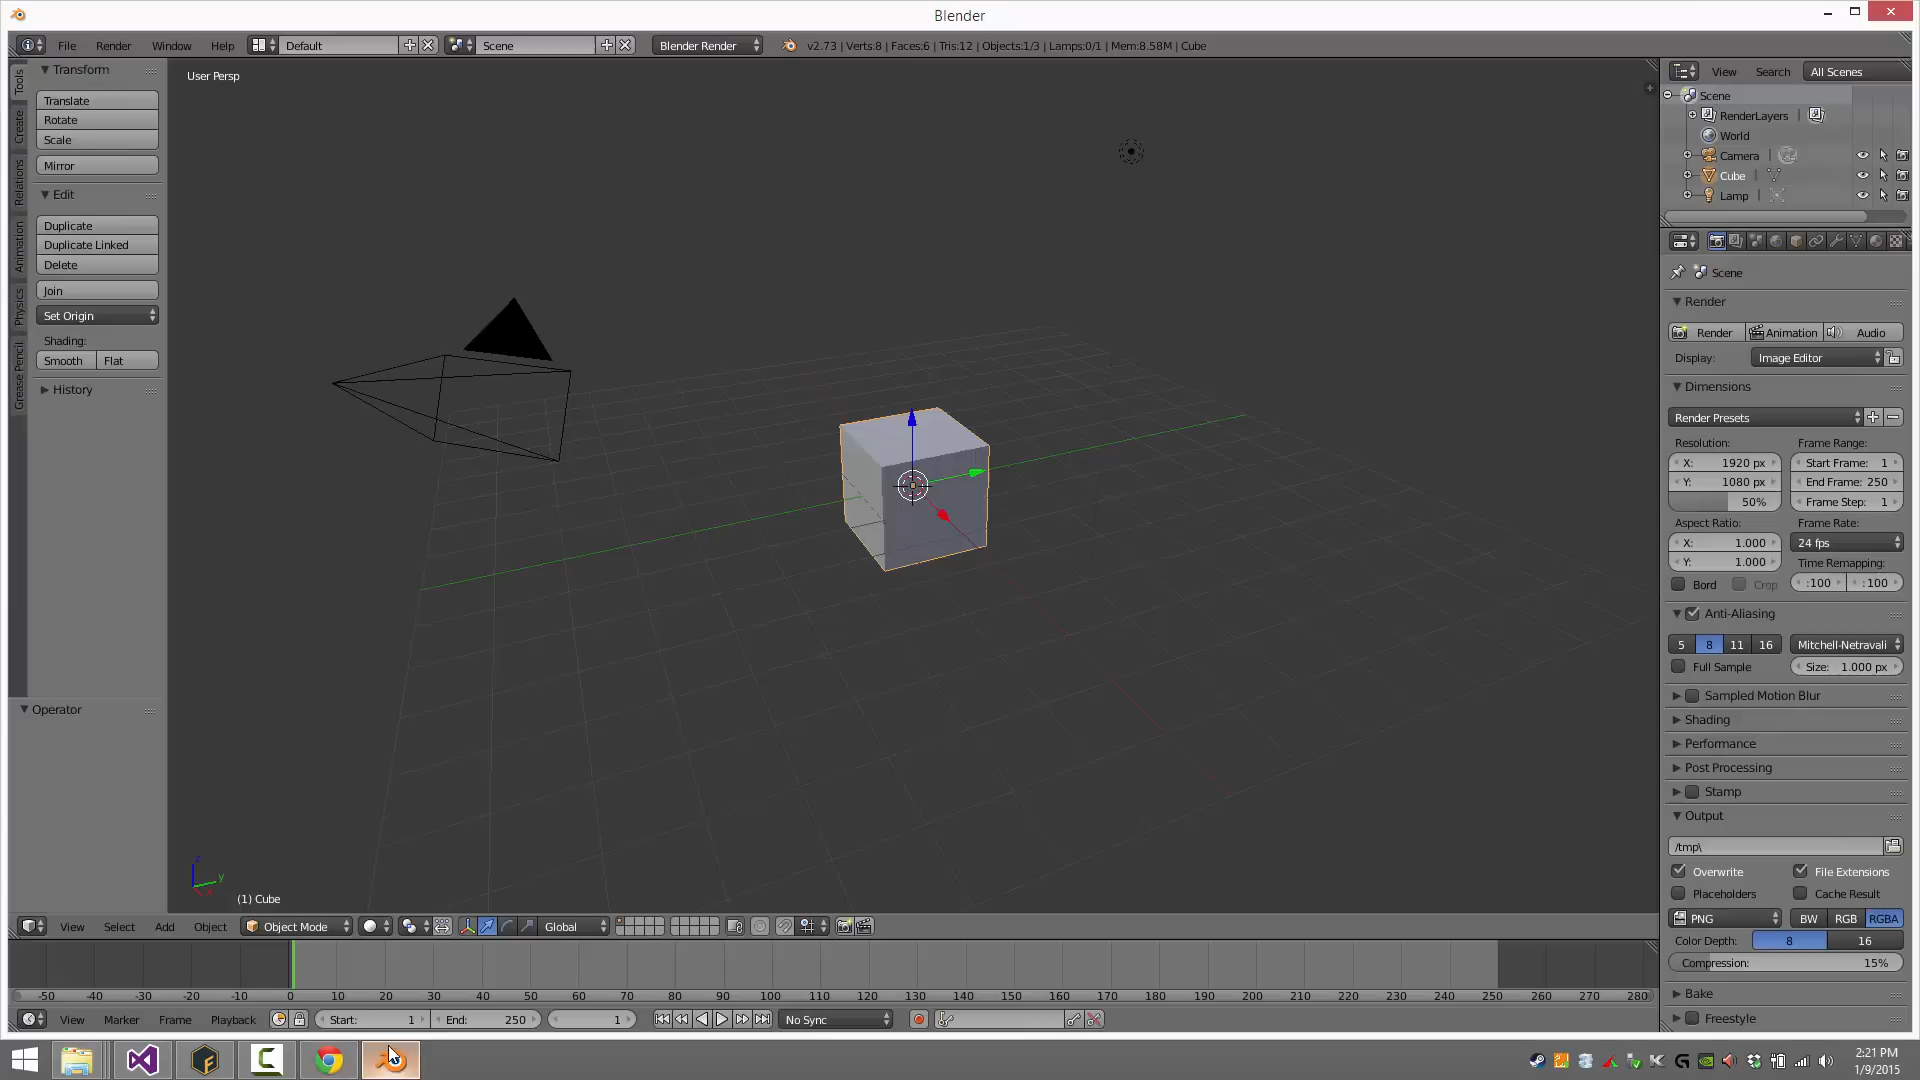 Blender
File Render Window Help Default Scene Blender Render v2.73 | Verts:8 | Faces:6 | Tris:12 | Objects:1/3 | Lamps:0/1 | Mem:8.58M | Cube
Tools
Create
Relations
Animation
Physics
Grease Pencil
Transform
Translate
Rotate
Scale
Mirror
Edit
Duplicate
Duplicate Linked
Delete
Join
Set Origin
Shading:
Smooth Flat
History
Operator
User Persp
(1) Cube
View Search All Scenes
Scene
RenderLayers |
World
Camera |
Cube |
Lamp |
Scene
Render
Render Animation Audio
Display: Image Editor
Dimensions
Render Presets
Resolution: Frame Range:
X: 1920 px Start Frame: 1
Y: 1080 px End Frame: 250
50% Frame Step: 1
Aspect Ratio: Frame Rate:
X: 1.000 24 fps
Y: 1.000 Time Remapping:
Bord Crop :100 :100
Anti-Aliasing
5 8 11 16 Mitchell-Netravali
Full Sample Size: 1.000 px
Sampled Motion Blur
Shading
Performance
Post Processing
Stamp
Output
/tmp\
Overwrite File Extensions
Placeholders Cache Result
PNG BW RGB RGBA
Color Depth: 8 16
Compression: 15%
Bake
Freestyle
z
y
x
View Select Add Object Object Mode Global
-50 -40 -30 -20 -10 0 10 20 30 40 50 60 70 80 90 100 110 120 130 140 150 160 170 180 190 200 210 220 230 240 250 260 270 280
View Marker Frame Playback Start: 1 End: 250 1 No Sync
2:21 PM
1/9/2015